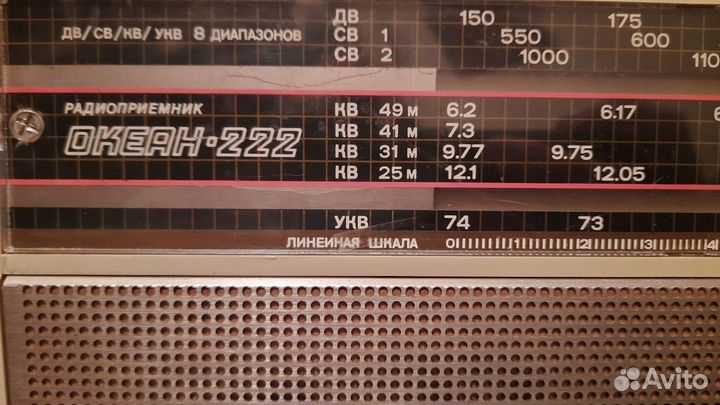 ДВ 150 175
ДВ/СВ/КВ/УКВ 8 ДИАПАЗОНОВ СВ 1 550 600
СВ 2 1000 110
РАДИОПРИЕМНИК КВ 49 м 6.2 6.17 6
ОКЕАН-222 КВ 41 м 7.3
КВ 31 м 9.77 9.75
КВ 25 м 12.1 12.05
УКВ 74 73
ЛИНЕЙНАЯ ШКАЛА 0 1 2 3 4
Avito